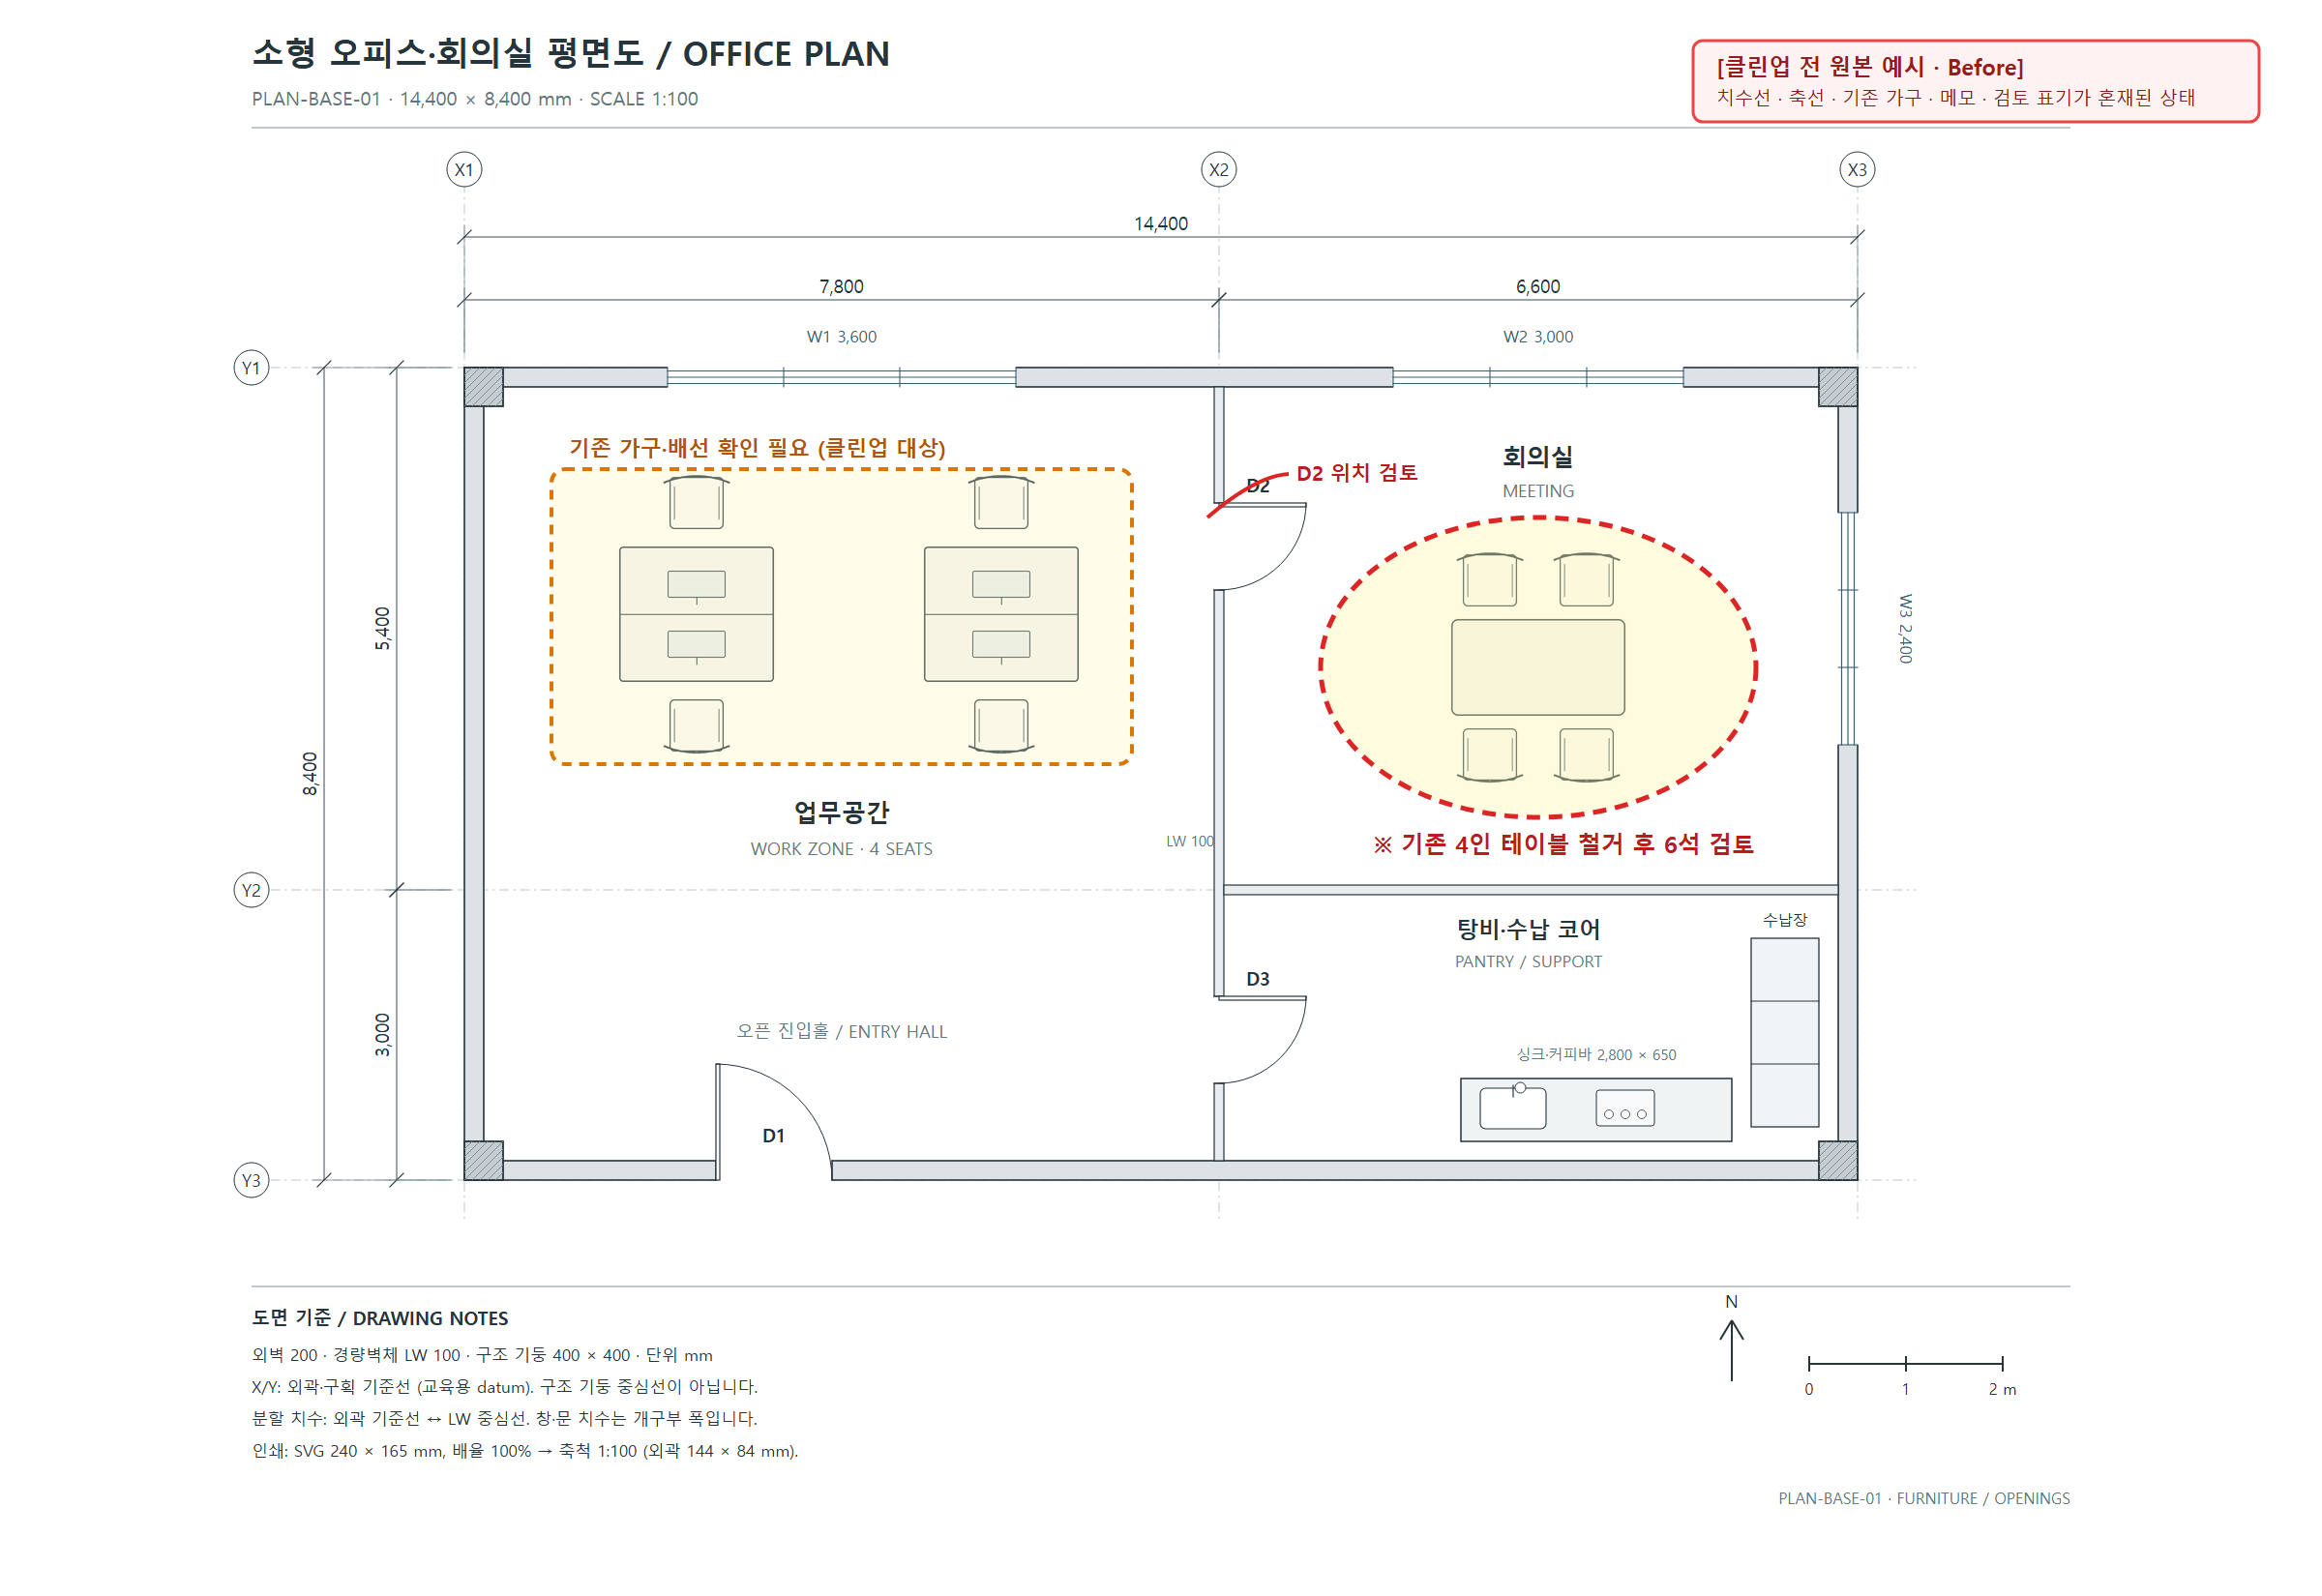 소형 오피스·회의실 평면도 / OFFICE PLAN
PLAN-BASE-01 · 14,400 × 8,400 mm · SCALE 1:100
[클린업 전 원본 예시 · Before]
치수선 · 축선 · 기존 가구 · 메모 · 검토 표기가 혼재된 상태
X1
X2
X3
14,400
7,800
6,600
W1 3,600
W2 3,000
Y1
기존 가구·배선 확인 필요 (클린업 대상)
회의실
MEETING
D2 위치 검토
D2
5,400
W3 2,400
8,400
업무공간
WORK ZONE · 4 SEATS
LW 100
※ 기존 4인 테이블 철거 후 6석 검토
Y2
탕비·수납 코어
PANTRY / SUPPORT
수납장
D3
3,000
오픈 진입홀 / ENTRY HALL
싱크·커피바 2,800 × 650
D1
Y3
도면 기준 / DRAWING NOTES
외벽 200 · 경량벽체 LW 100 · 구조 기둥 400 × 400 · 단위 mm
X/Y: 외곽·구획 기준선 (교육용 datum). 구조 기둥 중심선이 아닙니다.
분할 치수: 외곽 기준선 ↔ LW 중심선. 창·문 치수는 개구부 폭입니다.
인쇄: SVG 240 × 165 mm, 배율 100% → 축척 1:100 (외곽 144 × 84 mm).
N
0 1 2 m
PLAN-BASE-01 · FURNITURE / OPENINGS